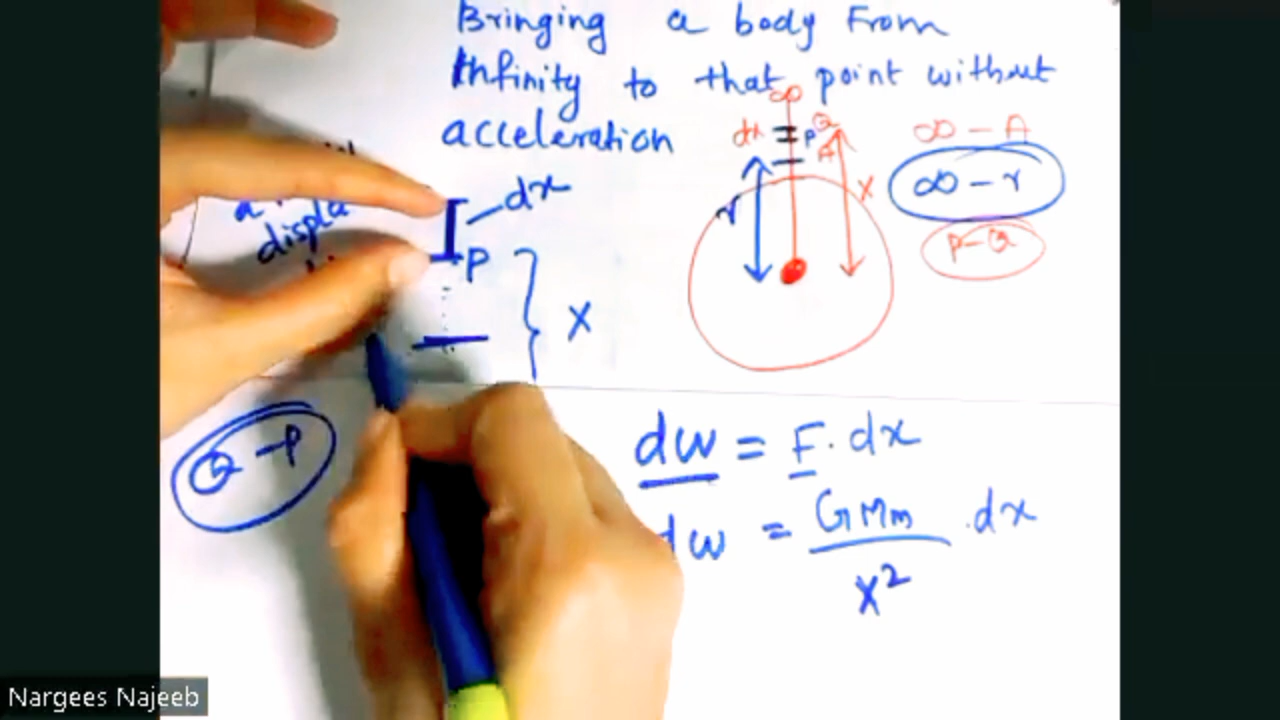 Bringing a body From
Infinity to that point without
acceleration
∞
dx
P
Q
A
r
X
∞ - A
∞ - r
P - Q
a
displa
dx
P
X
Q - P
dw = F. dx
dw = GMm / x² .dx
Nargees Najeeb